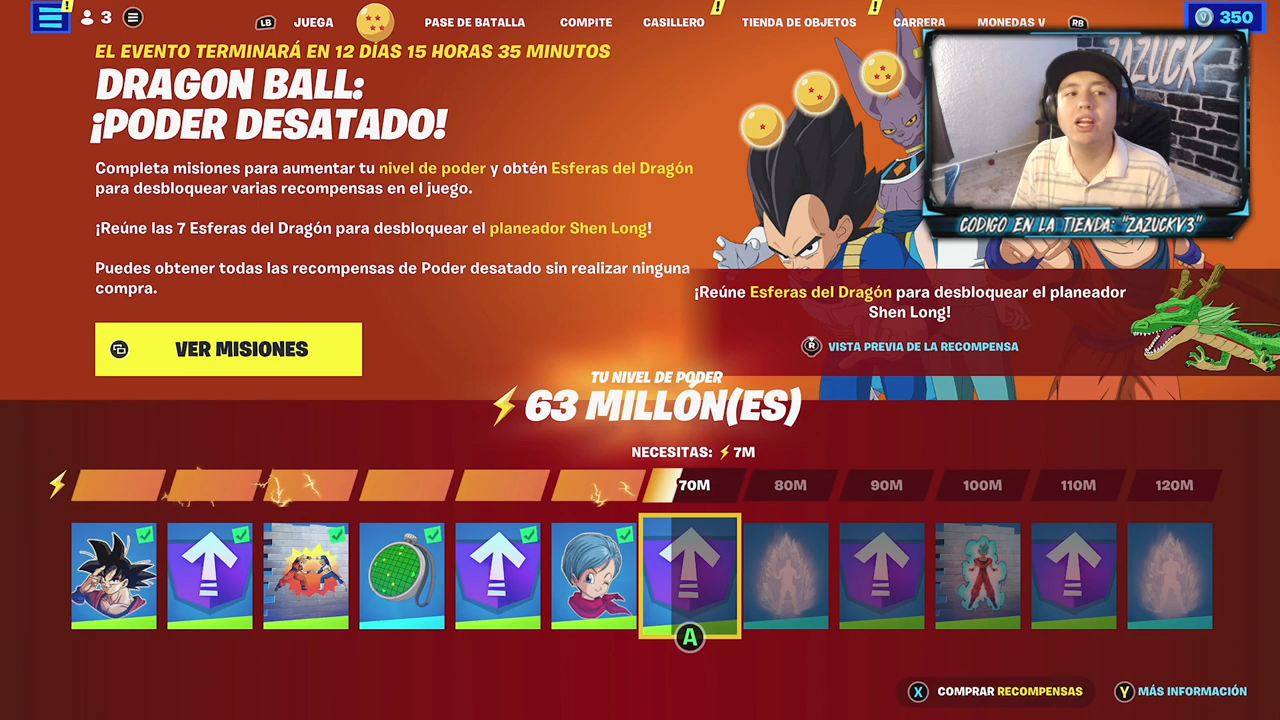 3
LB
JUEGA
PASE DE BATALLA
COMPITE
CASILLERO
!
TIENDA DE OBJETOS
!
CARRERA
MONEDAS V
RB
350
EL EVENTO TERMINARÁ EN 12 DÍAS 15 HORAS 35 MINUTOS
DRAGON BALL:
¡PODER DESATADO!
Completa misiones para aumentar tu nivel de poder y obtén Esferas del Dragón
para desbloquear varias recompensas en el juego.
¡Reúne las 7 Esferas del Dragón para desbloquear el planeador Shen Long!
Puedes obtener todas las recompensas de Poder desatado sin realizar ninguna
compra.
VER MISIONES
ZAZUCK
CODIGO EN LA TIENDA: "ZAZUCKV3"
¡Reúne Esferas del Dragón para desbloquear el planeador
Shen Long!
R
VISTA PREVIA DE LA RECOMPENSA
TU NIVEL DE PODER
63 MILLÓN(ES)
NECESITAS: 7M
70M
80M
90M
100M
110M
120M
A
X COMPRAR RECOMPENSAS
Y MÁS INFORMACIÓN